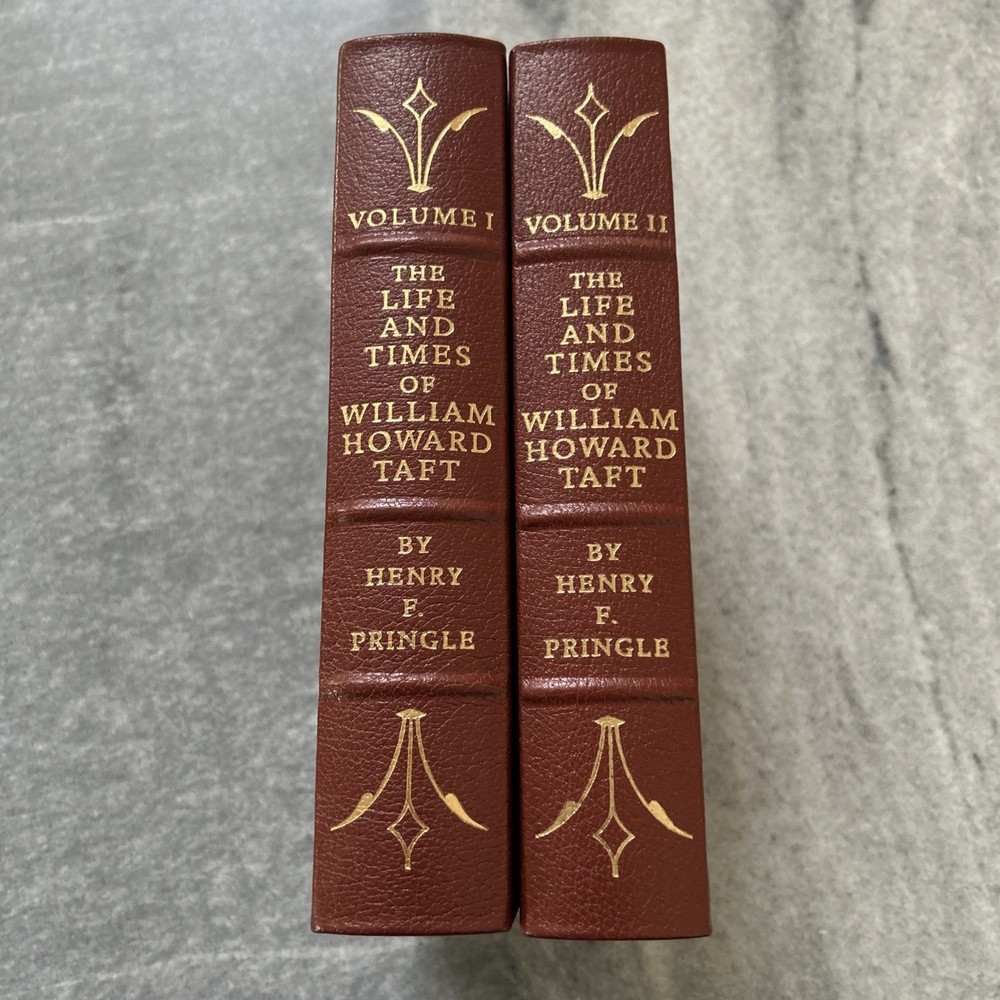 VOLUME I
THE
LIFE
AND
TIMES
OF
WILLIAM
HOWARD
TAFT
BY
HENRY
F.
PRINGLE
VOLUME II
THE
LIFE
AND
TIMES
OF
WILLIAM
HOWARD
TAFT
BY
HENRY
F.
PRINGLE